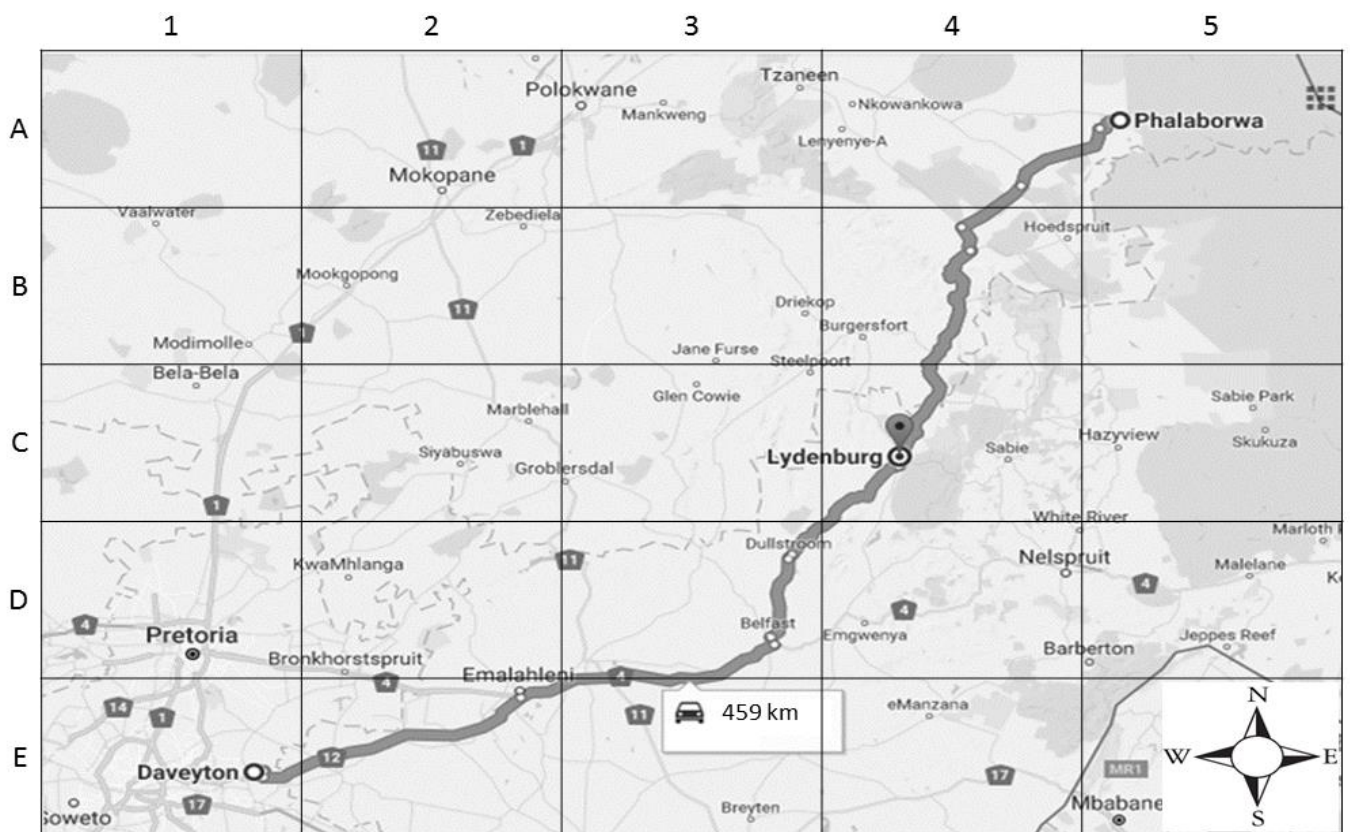 1 2 3 4 5
Tzaneen
Polokwane
Mankweng
Nkowankowa
A
Phalaborwa
Lenyenye-A
11
1
Mokopane
Vaalwater
Zebediela
Hoedspruit
Mookgopong
B
Driekop
11
Burgersfort
1
Modimolle
Jane Furse
Steelpoort
Bela-Bela
Glen Cowie
Sabie Park
Marblehall
Hazyview
Skukuza
C
Siyabuswa
Lydenburg
Sabie
Groblersdal
1
White River
Marloth
Dullstroom
KwaMhlanga
11
Nelspruit
Malelane
D
4
4
4
Belfast
Pretoria
Emgwenya
Jeppes Reef
Bronkhorstspruit
Barberton
Emalahleni
4
4
14
1
11
459 km
eManzana
N
E
12
W E
Daveyton
17
MR1
17
Breyten
Mbabane
S
Soweto